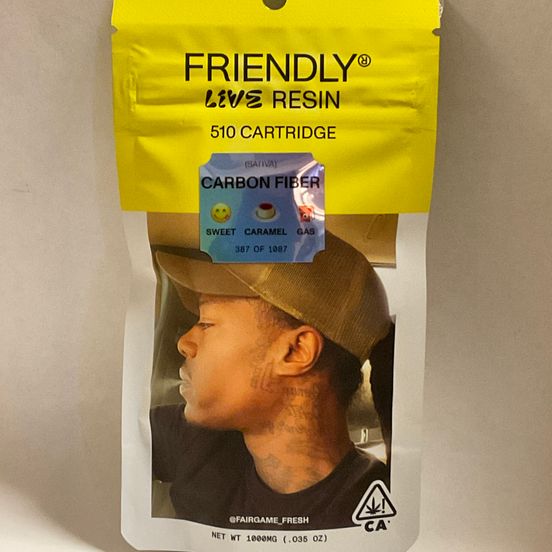 FRIENDLY®
LIVE RESIN
510 CARTRIDGE
(SATIVA)
CARBON FIBER
SWEET CARAMEL GAS
387 OF 1087
@FAIRGAME_FRESH
NET WT 1000MG (.035 OZ)
CA